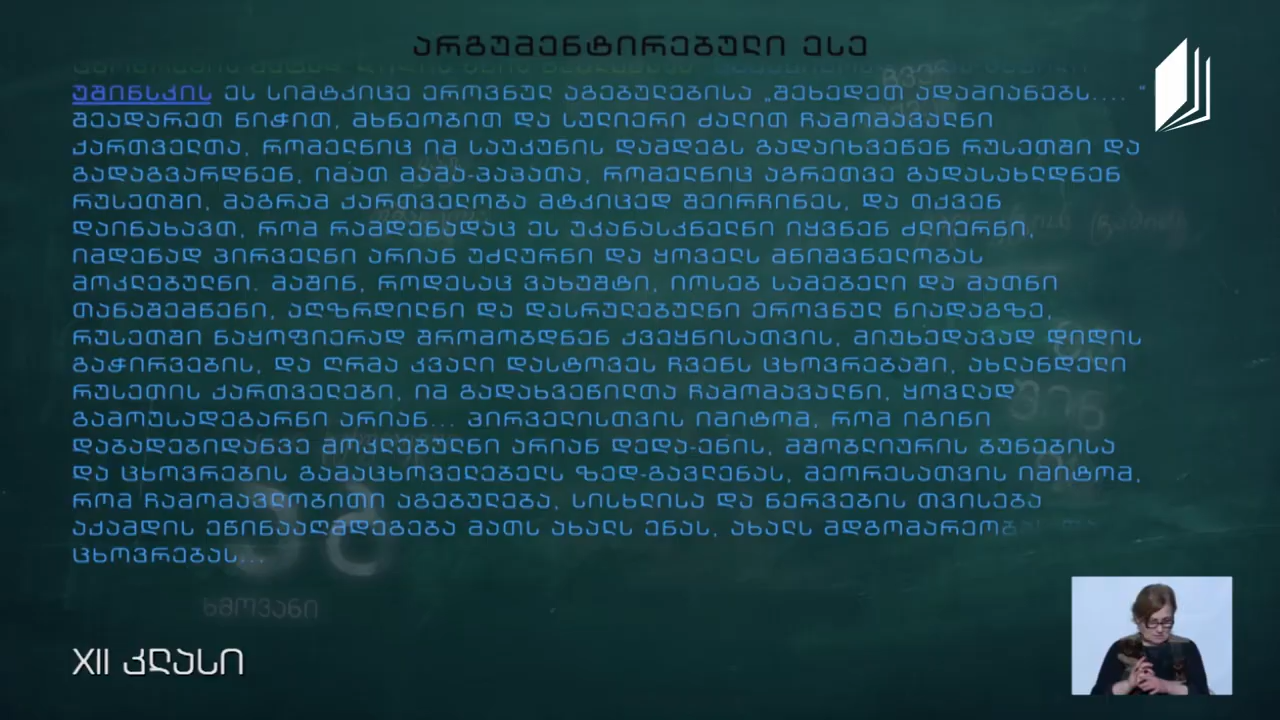 არგუმენტირებული ესე
უშინსკის ეს სიმტკიცე ეროვნულ აგებულებისა „შეხედეთ ადამიანებს.... “
შეადარეთ ნიჭით, მხნეობით და სულიერი ძალით ჩამომავალნი
ქართველთა, რომელნიც იმ საუკუნის დამდეგს გადაიხვეწენ რუსეთში და
გადაგვარდნენ, იმათ მამა-პაპათა, რომელნიც აგრეთვე გადასახლდნენ
რუსეთში, მაგრამ ქართველობა მტკიცედ შეირჩინეს, და თქვენ
დაინახავთ, რომ რამდენადაც ეს უკანასკნელნი იყვნენ ძლიერნი,
იმდენად პირველნი არიან უძლურნი და ყოველს მნიშვნელობას
მოკლებულნი. მაშინ, როდესაც ვახუშტი, იოსებ სამებელი და მათნი
თანაშემწენი, აღზრდილნი და დასრულებულნი ეროვნულ ნიადაგზე,
რუსეთში ნაყოფიერად შრომობდნენ ქვეყნისათვის, მიუხედავად დიდის
გაჭირვების, და ღრმა კვალი დასტოვეს ჩვენს ცხოვრებაში, ახლანდელი
რუსეთის ქართველები, იმ გადახვეწილთა ჩამომავალნი, ყოვლად
გამოუსადეგარნი არიან... პირველისთვის იმიტომ, რომ იგინი
დაბადებიდანვე მოკლებულნი არიან დედა-ენის, მშობლიურის ბუნებისა
და ცხოვრების გამაცხოველებელს ზედ-გავლენას, მეორესათვის იმიტომ,
რომ ჩამომავლობითი აგებულება, სისხლისა და ნერვების თვისება
აქამდის ეწინააღმდეგება მათს ახალს ენას, ახალს მდგომარეობა და
ცხოვრებას...
ხმოვანი
XII კლასი